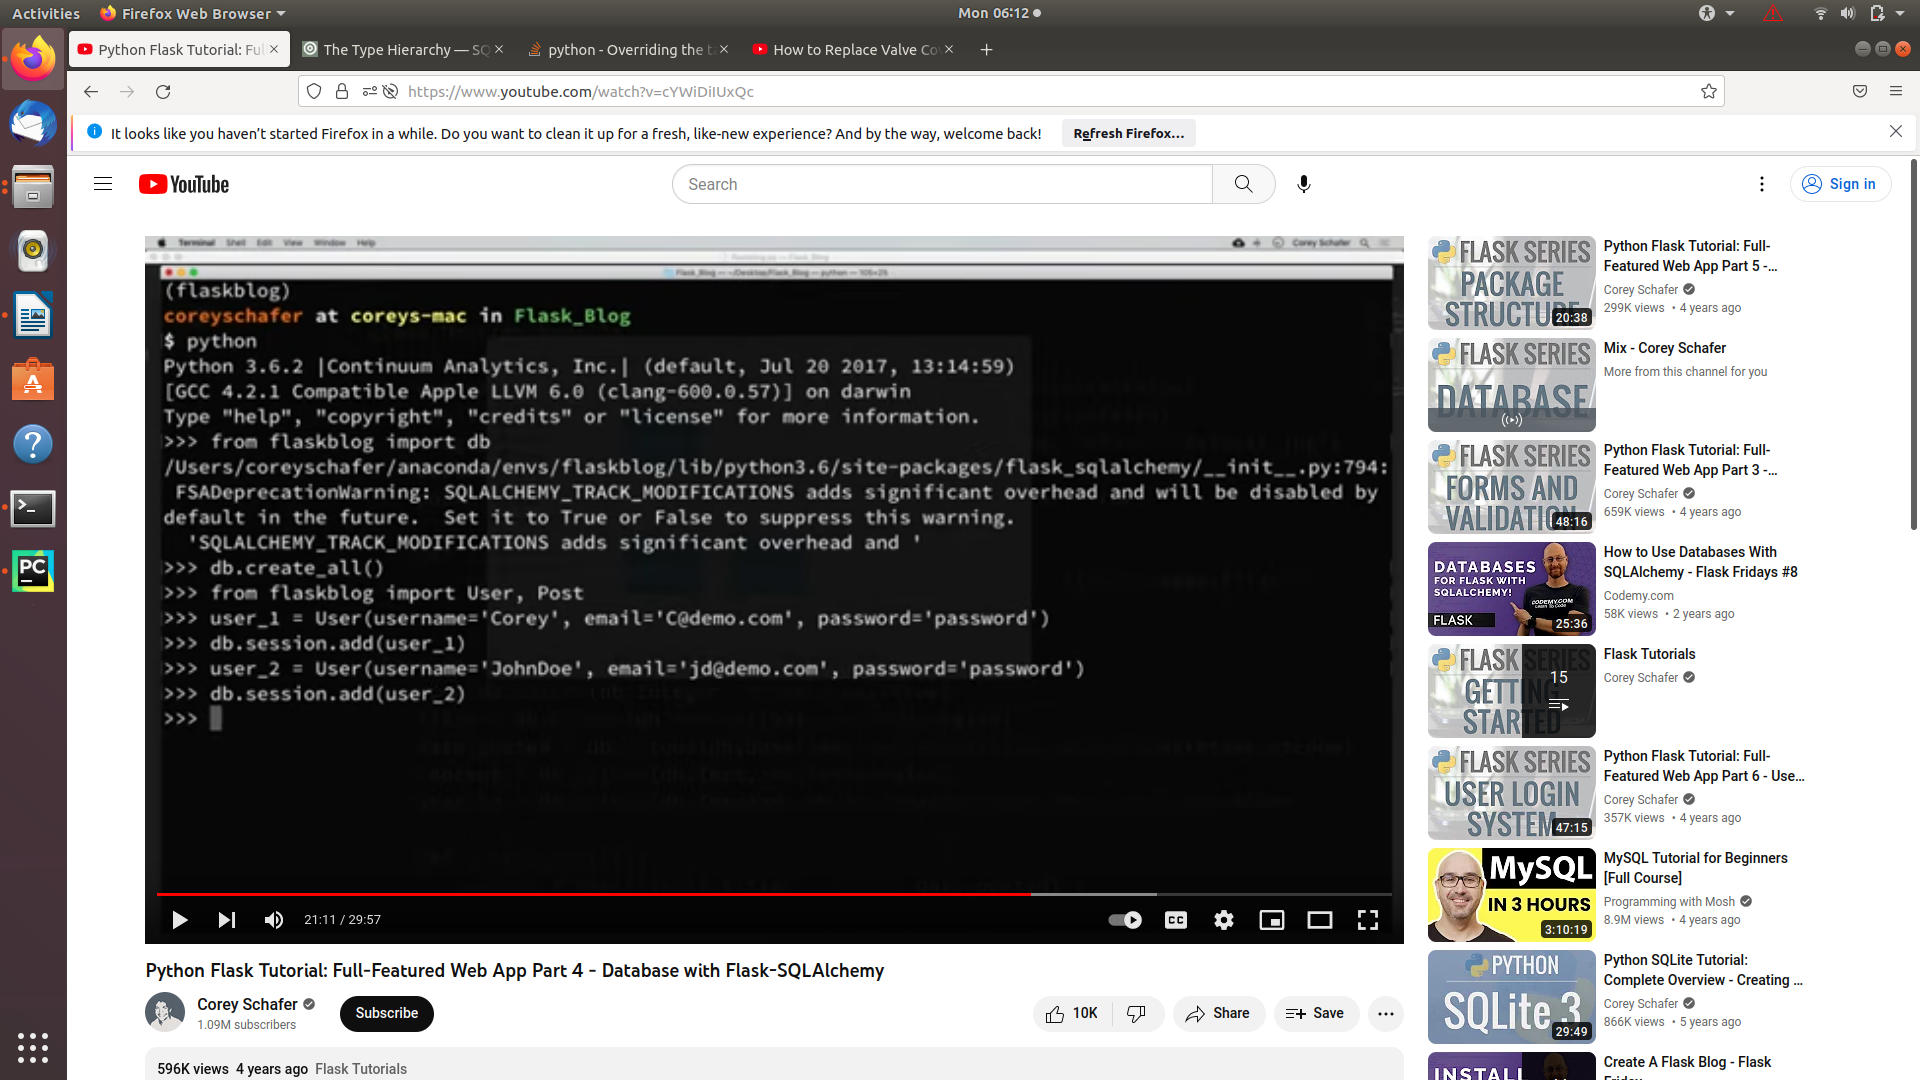 Activities
Firefox Web Browser
Mon 06:12
Python Flask Tutorial: Ful
The Type Hierarchy — SQ
python - Overriding the t
How to Replace Valve Co
https://www.youtube.com/watch?v=cYWiDiIUxQc
It looks like you haven't started Firefox in a while. Do you want to clean it up for a fresh, like-new experience? And by the way, welcome back!
Refresh Firefox...
YouTube
Search
Sign in
Terminal Shell Edit View Window Help
Corey Schafer
Flask_Blog — ~/Desktop/Flask_Blog — python — 105×25
(flaskblog)
coreyschafer at coreys-mac in Flask_Blog
$ python
Python 3.6.2 |Continuum Analytics, Inc.| (default, Jul 20 2017, 13:14:59)
[GCC 4.2.1 Compatible Apple LLVM 6.0 (clang-600.0.57)] on darwin
Type "help", "copyright", "credits" or "license" for more information.
>>> from flaskblog import db
/Users/coreyschafer/anaconda/envs/flaskblog/lib/python3.6/site-packages/flask_sqlalchemy/__init__.py:794:
FSADeprecationWarning: SQLALCHEMY_TRACK_MODIFICATIONS adds significant overhead and will be disabled by
default in the future. Set it to True or False to suppress this warning.
'SQLALCHEMY_TRACK_MODIFICATIONS adds significant overhead and '
>>> db.create_all()
>>> from flaskblog import User, Post
>>> user_1 = User(username='Corey', email='C@demo.com', password='password')
>>> db.session.add(user_1)
>>> user_2 = User(username='JohnDoe', email='jd@demo.com', password='password')
>>> db.session.add(user_2)
>>>
21:11 / 29:57
CC
Python Flask Tutorial: Full-Featured Web App Part 4 - Database with Flask-SQLAlchemy
Corey Schafer
1.09M subscribers
Subscribe
10K
Share
Save
596K views 4 years ago Flask Tutorials
FLASK SERIES
PACKAGE
STRUCTURE
20:38
Python Flask Tutorial: Full-
Featured Web App Part 5 -...
Corey Schafer
299K views • 4 years ago
FLASK SERIES
DATABASE
Mix - Corey Schafer
More from this channel for you
FLASK SERIES
FORMS AND
VALIDATION
48:16
Python Flask Tutorial: Full-
Featured Web App Part 3 -...
Corey Schafer
659K views • 4 years ago
DATABASES
FOR FLASK WITH
SQLALCHEMY!
CODEMY.COM
FLASK
25:36
How to Use Databases With
SQLAlchemy - Flask Fridays #8
Codemy.com
58K views • 2 years ago
FLASK SERIES
GETTING
STARTED
15
Flask Tutorials
Corey Schafer
FLASK SERIES
USER LOGIN
SYSTEM
47:15
Python Flask Tutorial: Full-
Featured Web App Part 6 - Use...
Corey Schafer
357K views • 4 years ago
MySQL
IN 3 HOURS
3:10:19
MySQL Tutorial for Beginners
[Full Course]
Programming with Mosh
8.9M views • 4 years ago
PYTHON
SQLite 3
29:49
Python SQLite Tutorial:
Complete Overview - Creating ...
Corey Schafer
866K views • 5 years ago
INSTALL
Create A Flask Blog - Flask
PC